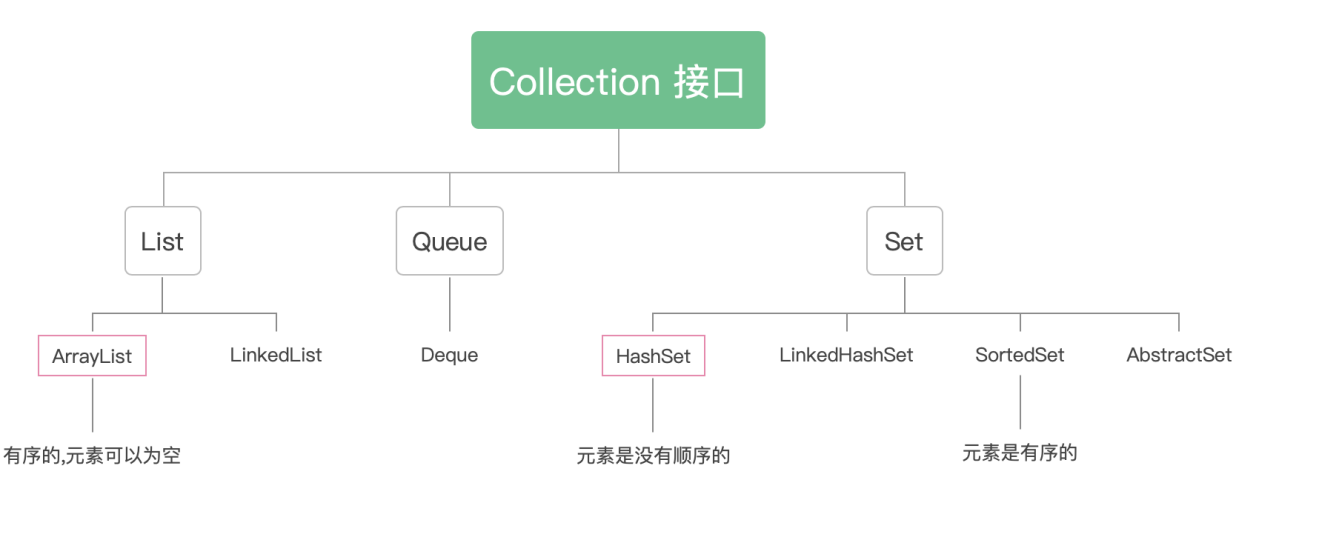 Collection 接口
List
Queue
Set
ArrayList
LinkedList
Deque
HashSet
LinkedHashSet
SortedSet
AbstractSet
有序的,元素可以为空
元素是没有顺序的
元素是有序的